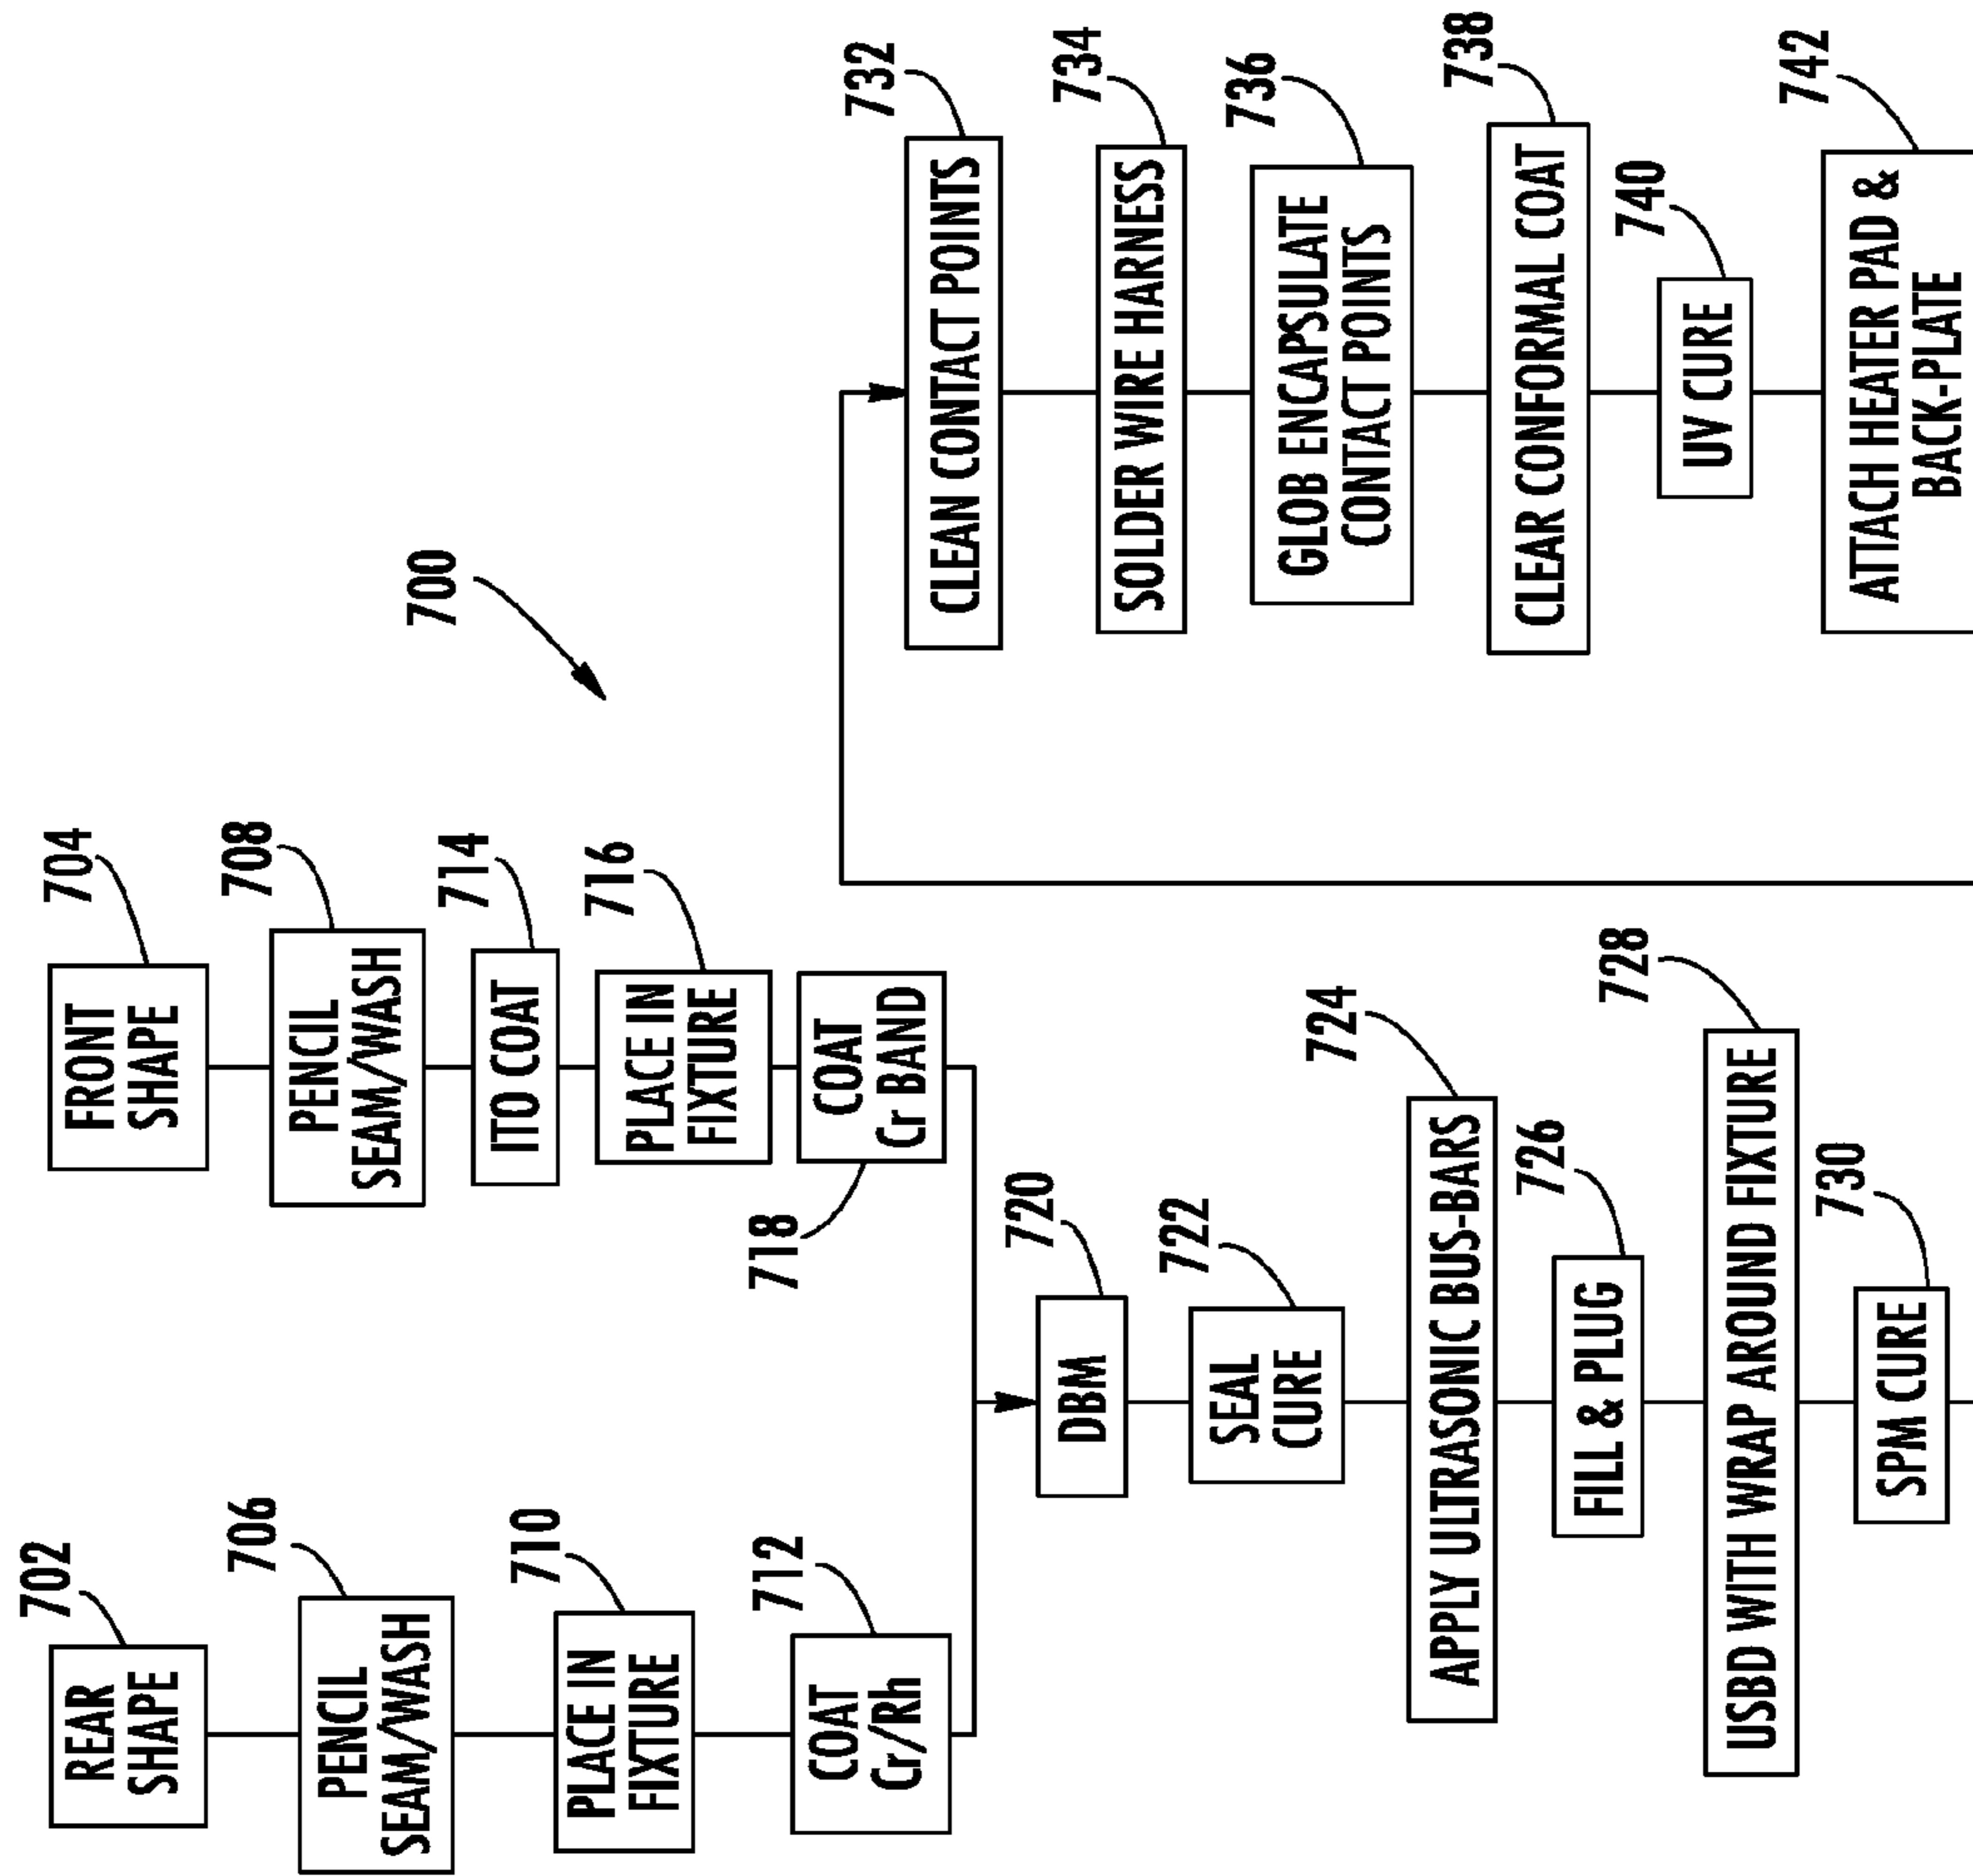 700
702
REAR
SHAPE
706
PENCIL
SEAM/WASH
710
PLACE IN
FIXTURE
712
COAT
Cr/Rh
704
FRONT
SHAPE
708
PENCIL
SEAM/WASH
714
ITO COAT
716
PLACE IN
FIXTURE
718
COAT
Cr BAND
720
DBM
722
SEAL
CURE
724
APPLY ULTRASONIC BUS-BARS
726
FILL & PLUG
728
USBD WITH WRAP AROUND FIXTURE
730
SPM CURE
732
CLEAN CONTACT POINTS
734
SOLDER WIRE HARNESS
736
GLOB ENCAPSULATE
CONTACT POINTS
738
CLEAR CONFORMAL COAT
740
UV CURE
742
ATTACH HEATER PAD &
BACK-PLATE